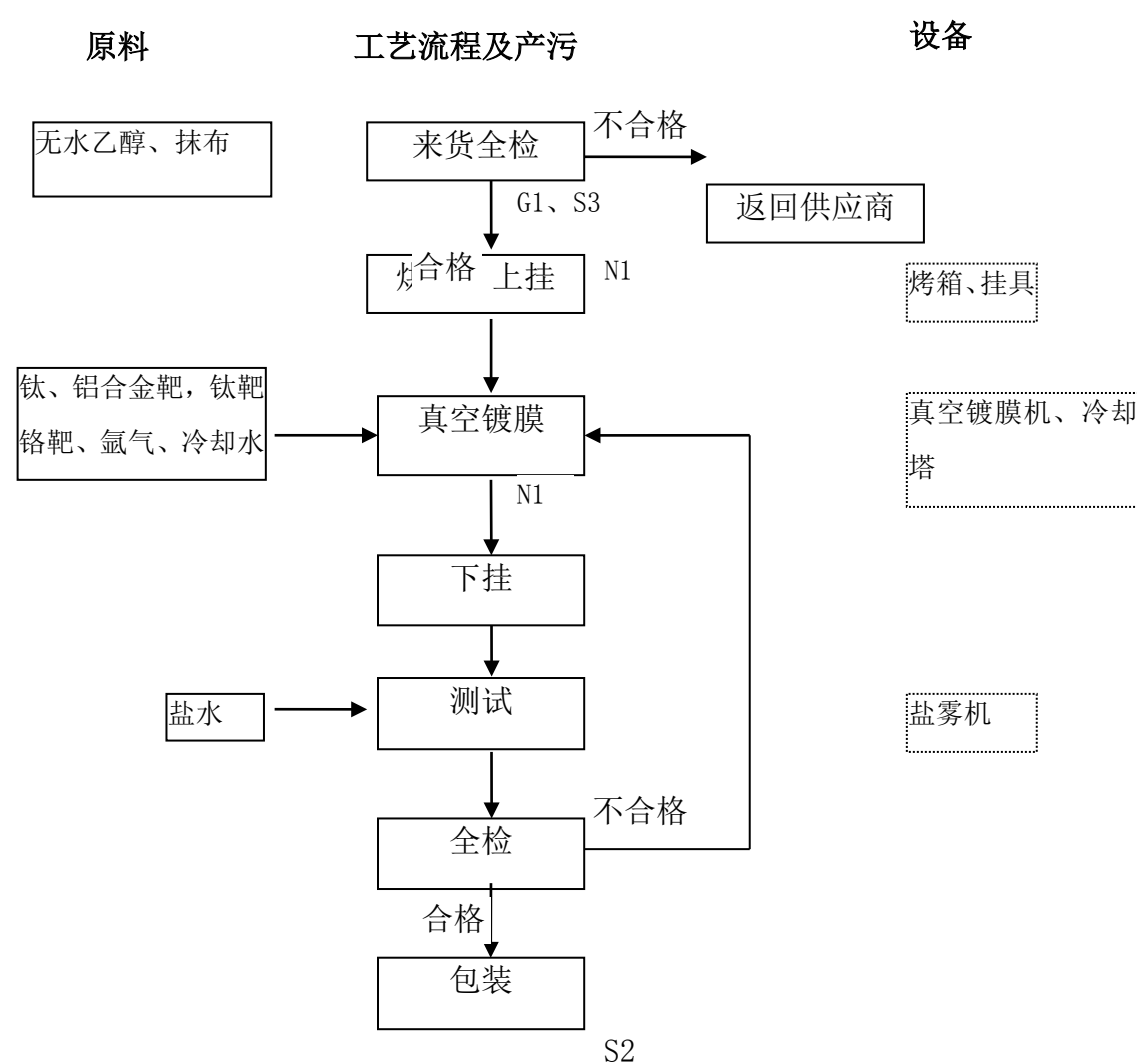 原料
工艺流程及产污
设备
无水乙醇、抹布
来货全检
不合格
G1、S3
返回供应商
合格
上挂
N1
烤箱、挂具
钛、铝合金靶，钛靶
铬靶、氩气、冷却水
真空镀膜
真空镀膜机、冷却
塔
N1
下挂
盐水
测试
盐雾机
不合格
全检
合格
包装
S2